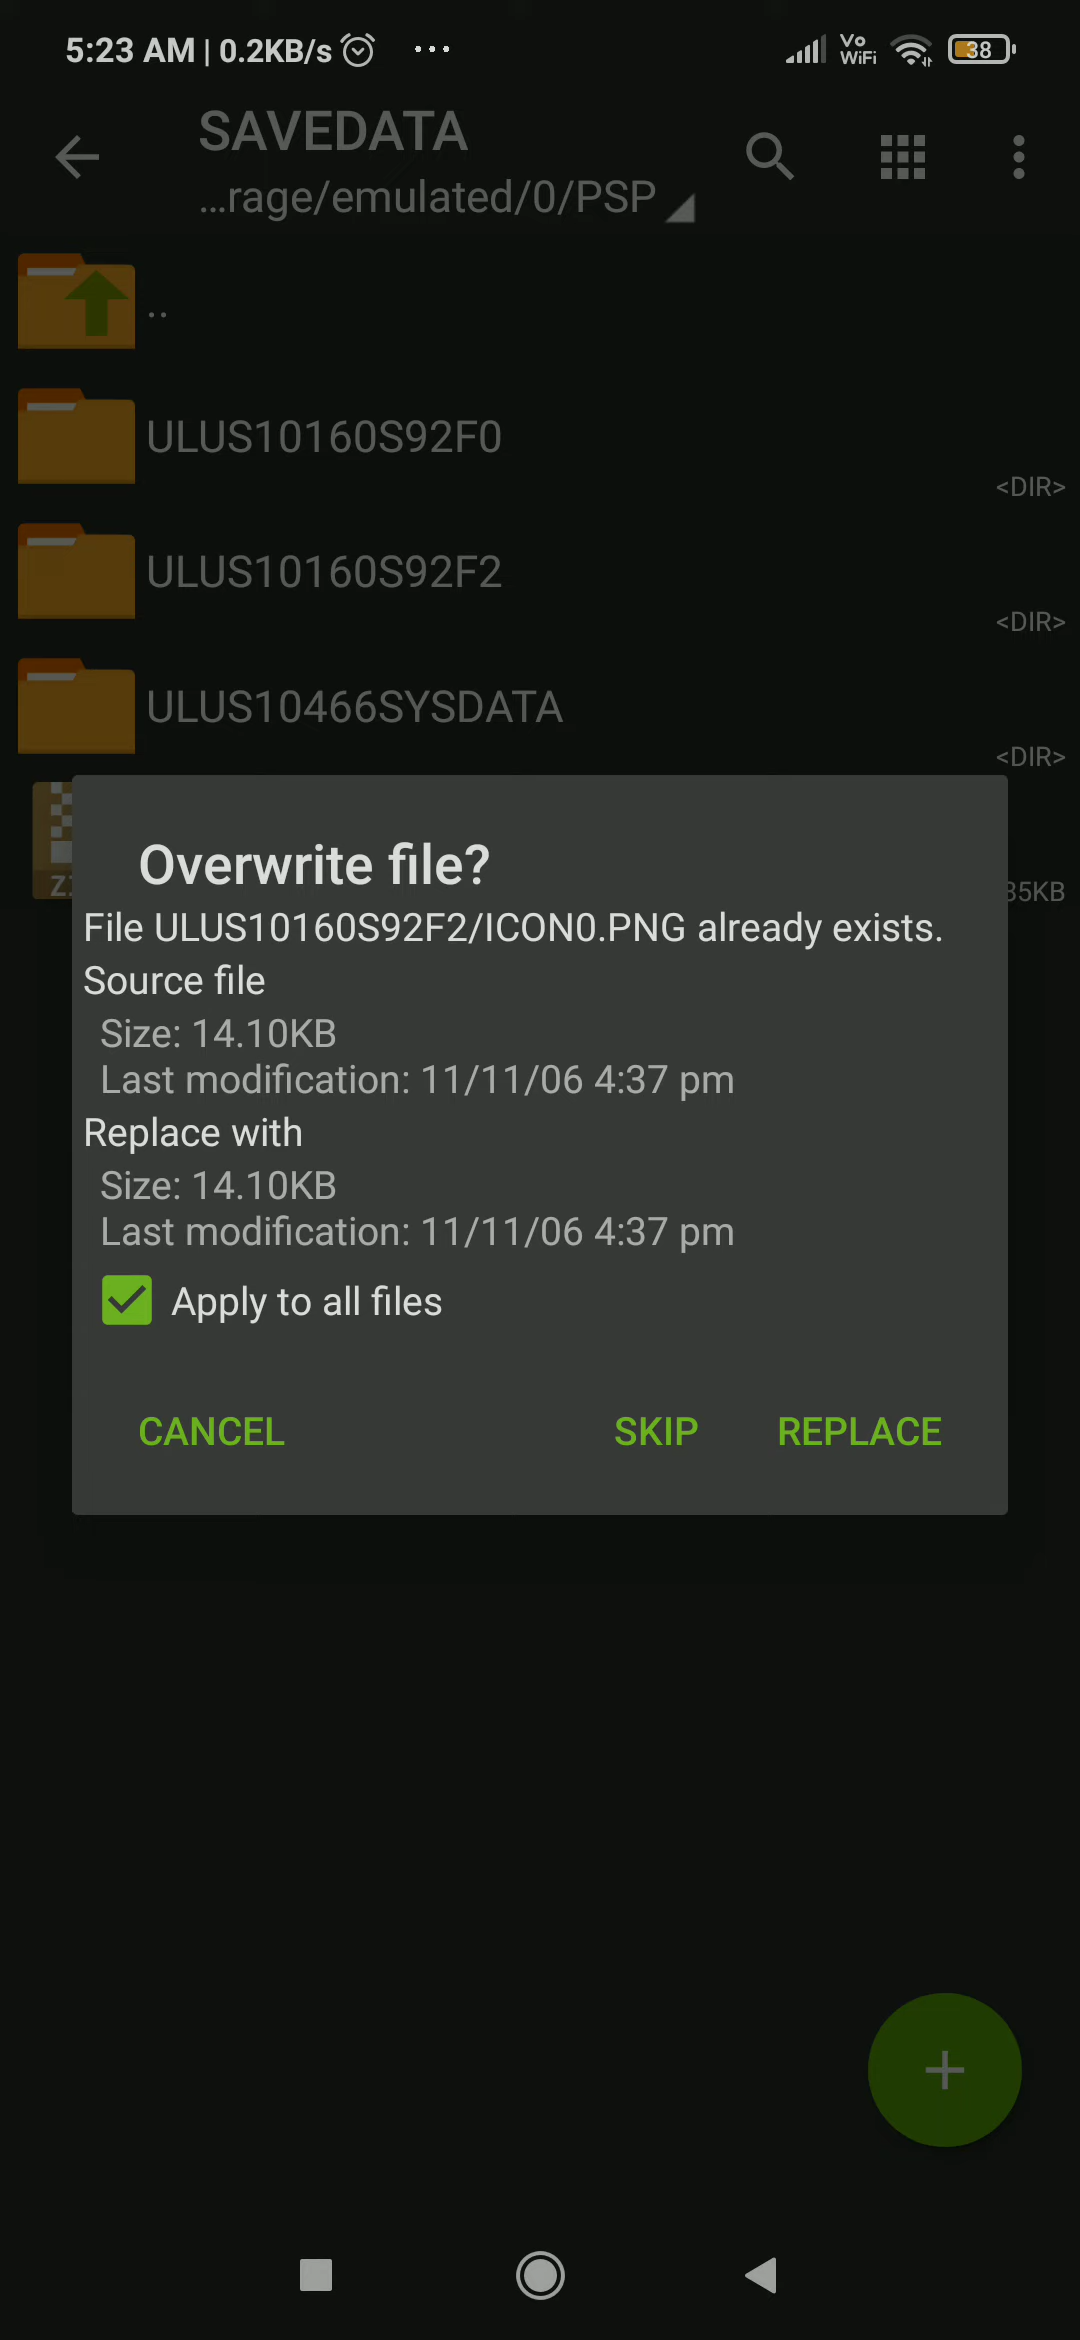 5:23 AM | 0.2KB/s
Vo
WiFi
38
SAVEDATA
...rage/emulated/0/PSP
..
ULUS10160S92F0
<DIR>
ULUS10160S92F2
<DIR>
ULUS10466SYSDATA
<DIR>
35KB
Overwrite file?
File ULUS10160S92F2/ICON0.PNG already exists.
Source file
Size: 14.10KB
Last modification: 11/11/06 4:37 pm
Replace with
Size: 14.10KB
Last modification: 11/11/06 4:37 pm
Apply to all files
CANCEL SKIP REPLACE